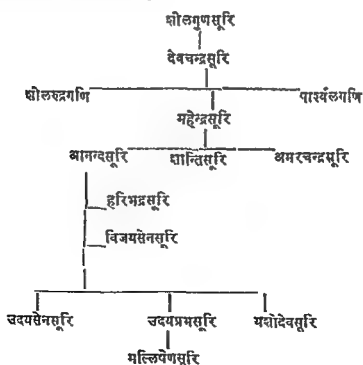 शीलगुणसूरि
देवचन्द्रसूरि
शीलरुद्रगणि पार्श्वलगणि
महेन्द्रसूरि
आनन्दसूरि शान्तिसूरि अमरचन्द्रसूरि
हरिभद्रसूरि
विजयसेनसूरि
उदयसेनसूरि उदयप्रभसूरि यशोदेवसूरि
मल्लिषेणसूरि